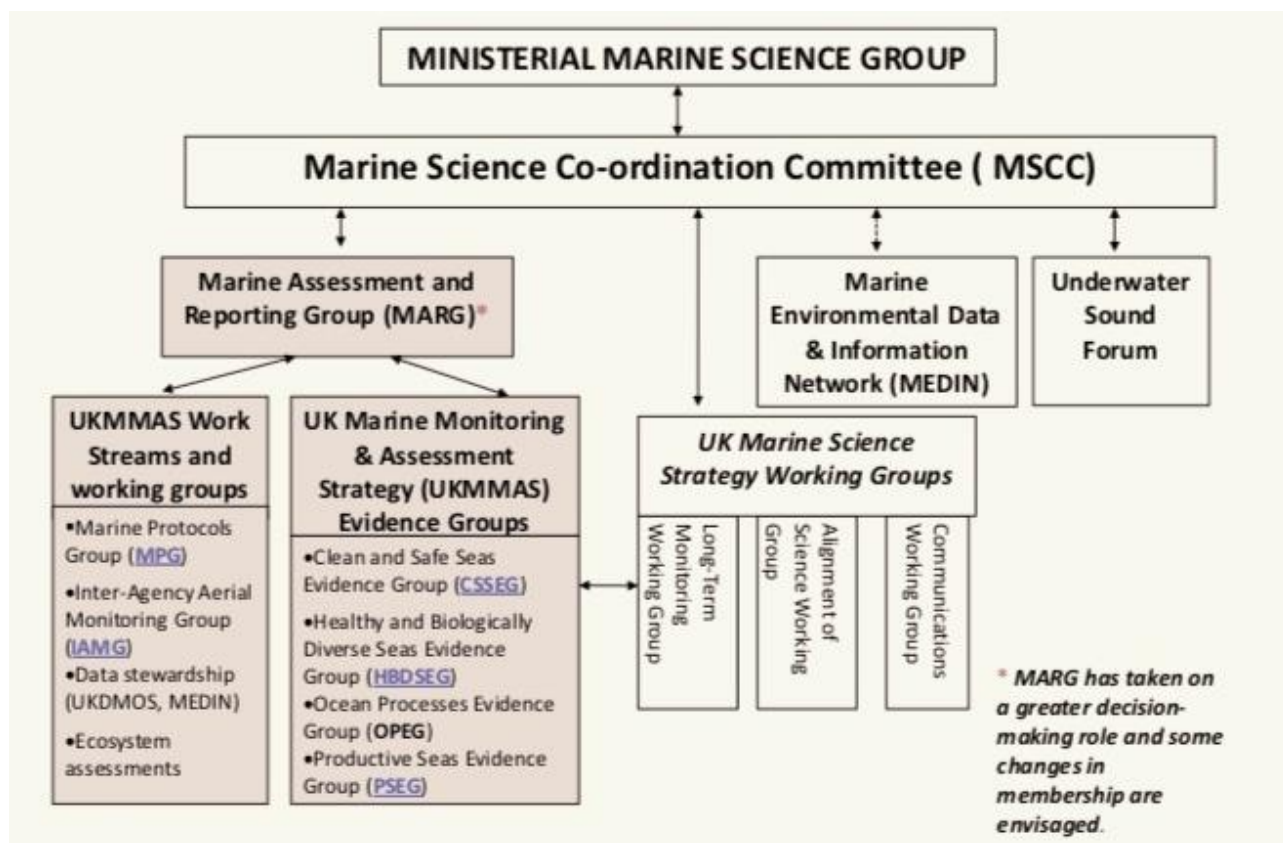 MINISTERIAL MARINE SCIENCE GROUP
Marine Science Co-ordination Committee ( MSCC)
Marine Assessment and
Reporting Group (MARG)*
Marine
Environmental Data
& Information
Network (MEDIN)
Underwater
Sound
Forum
UKMMAS Work
Streams and
working groups
▪Marine Protocols
Group (MPG)
•Inter-Agency Aerial
Monitoring Group
(IAMG)
•Data stewardship
(UKDMOS, MEDIN)
•Ecosystem
assessments
UK Marine Monitoring
& Assessment
Strategy (UKMMAS)
Evidence Groups
•Clean and Safe Seas
Evidence Group (CSSEG)
•Healthy and Biologically
Diverse Seas Evidence
Group (HBDSEG)
•Ocean Processes Evidence
Group (OPEG)
•Productive Seas Evidence
Group (PSEG)
UK Marine Science
Strategy Working Groups
Long-Term
Monitoring
Working Group
Alignment of
Science Working
Group
Communications
Working Group
* MARG has taken on
a greater decision-
making role and some
changes in
membership are
envisaged.